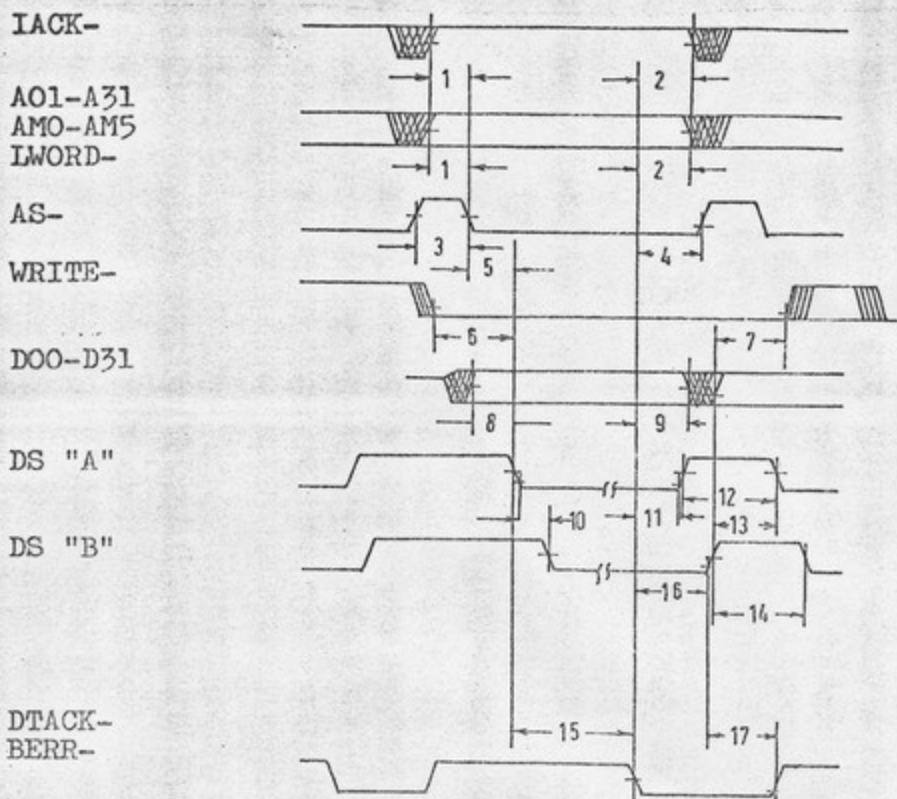 IACK-
1
2
A01-A31
AM0-AM5
LWORD-
1
2
AS-
3
5
4
WRITE-
6
7
D00-D31
8
9
DS "A"
12
10
11
13
DS "B"
16
14
15
17
DTACK-
BERR-